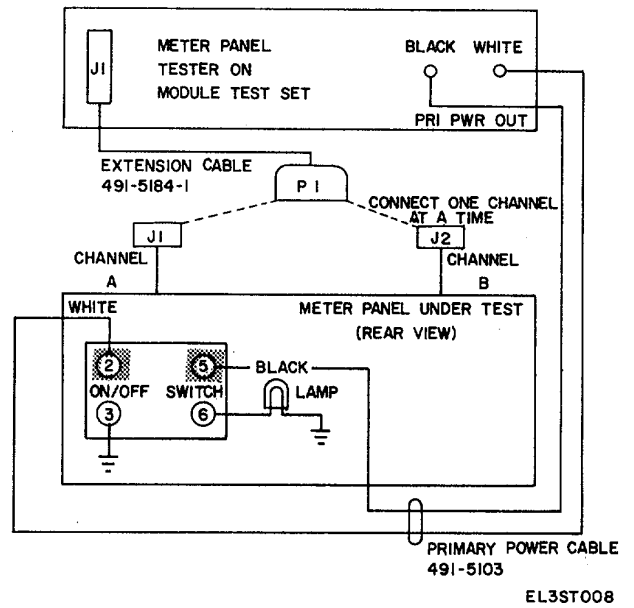 J1
METER PANEL
TESTER ON
MODULE TEST SET
BLACK WHITE
PRI PWR OUT
EXTENSION CABLE
491-5184-1
P1
CONNECT ONE CHANNEL
AT A TIME
J1
J2
CHANNEL
A
CHANNEL
B
WHITE
METER PANEL UNDER TEST
(REAR VIEW)
2
5
BLACK
ON/OFF
SWITCH
LAMP
3
6
PRIMARY POWER CABLE
491-5103
EL3ST008